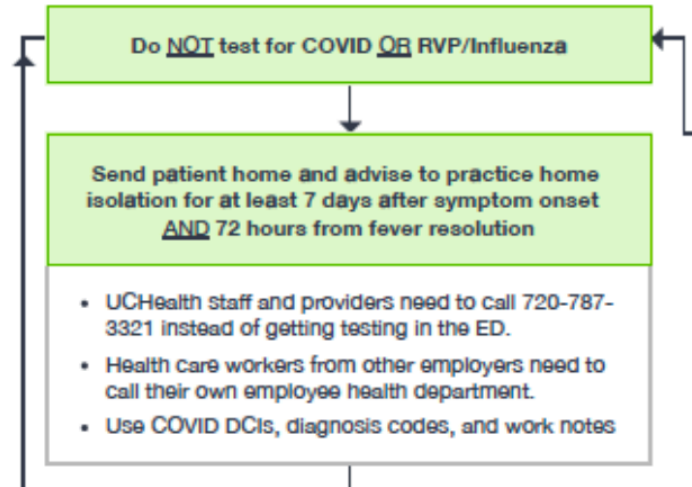 Do NOT test for COVID OR RVP/Influenza
Send patient home and advise to practice home
isolation for at least 7 days after symptom onset
AND 72 hours from fever resolution
• UCHealth staff and providers need to call 720-787-
3321 instead of getting testing in the ED.
• Health care workers from other employers need to
call their own employee health department.
• Use COVID DCIs, diagnosis codes, and work notes